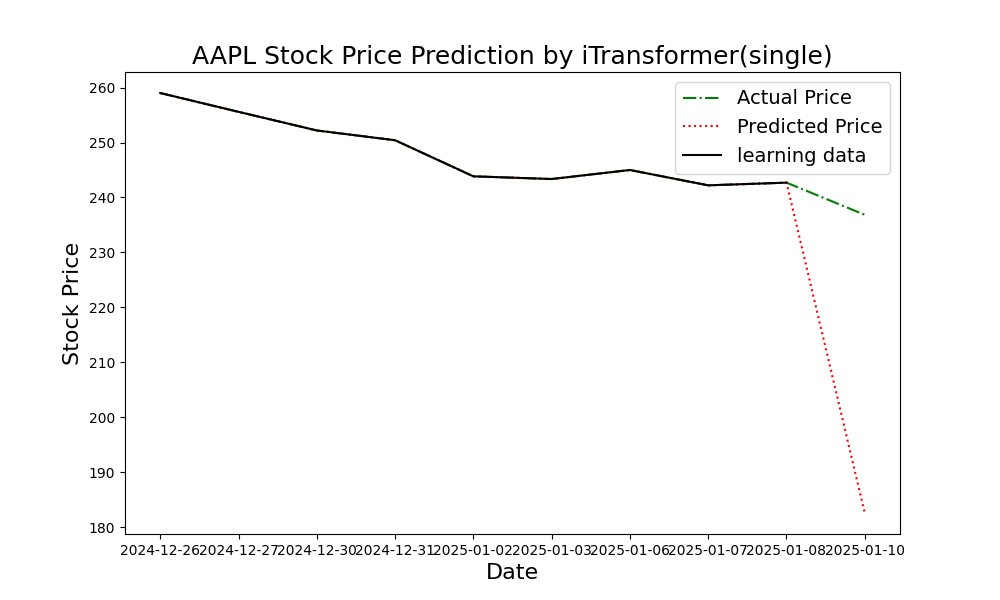 AAPL Stock Price Prediction by iTransformer(single)
Actual Price
Predicted Price
learning data
260
250
240
230
220
210
200
190
180
Stock Price
2024-12-26 2024-12-27 2024-12-30 2024-12-31 2025-01-02 2025-01-03 2025-01-06 2025-01-07 2025-01-08 2025-01-10
Date